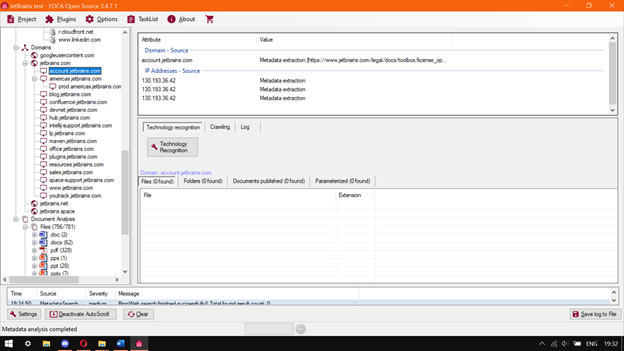 JetBrains test - FOCA Open Source 3.4.7.1
Project Plugins Options TaskList About
r.cloudfront.net
www.linkedin.com
Domains
googleusercontent.com
jetbrains.com
account.jetbrains.com
americas.jetbrains.com
prod.americas.jetbrains.com
blog.jetbrains.com
confluence.jetbrains.com
devnet.jetbrains.com
hub.jetbrains.com
intellij-support.jetbrains.com
lp.jetbrains.com
maven.jetbrains.com
office.jetbrains.com
plugins.jetbrains.com
resources.jetbrains.com
sales.jetbrains.com
space-support.jetbrains.com
www.jetbrains.com
youtrack.jetbrains.com
jetbrains.net
jetbrains.space
Document Analysis
Files (756/781)
.doc (2)
.docx (62)
.pdf (328)
.pps (1)
.ppt (28)
.pptx (7)
Attribute Value
Domain - Source
account.jetbrains.com Metadata extraction [https://www.jetbrains.com/legal/docs/toolbox/license_op...
IP Addresses - Source
130.193.36.42 Metadata extraction
130.193.36.42 Metadata extraction
130.193.36.42 Metadata extraction
Technology recognition Crawling Log
Technology
Recognition
Domain: account.jetbrains.com
Files (0 found) Folders (0 found) Documents published (0 found) Parameterized (0 found)
File Extension
Time Source Severity Message
19:24:50 MetadataSearch medium BingWeb search finished successfully!! Total found result count: 0
Settings Deactivate AutoScroll Clear Save log to File
Metadata analysis completed
ENG 19:32